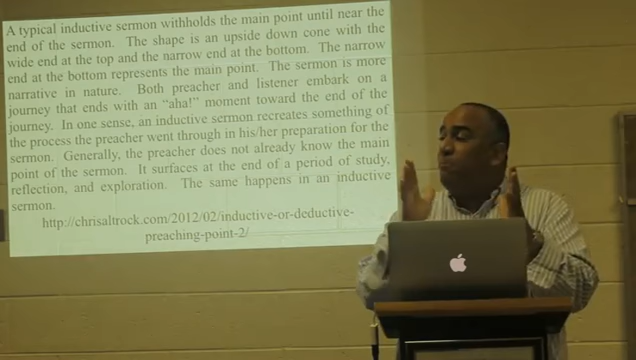 A typical inductive sermon withholds the main point until near the
end of the sermon. The shape is an upside down cone with the
wide end at the top and the narrow end at the bottom. The narrow
end at the bottom represents the main point. The sermon is more
narrative in nature. Both preacher and listener embark on a
journey that ends with an "aha!" moment toward the end of the
journey. In one sense, an inductive sermon recreates something of
the process the preacher went through in his/her preparation for the
sermon. Generally, the preacher does not already know the main
point of the sermon. It surfaces at the end of a period of study,
reflection, and exploration. The same happens in an inductive
sermon.
http://chrisaltrock.com/2012/02/inductive-or-deductive-
preaching-point-2/